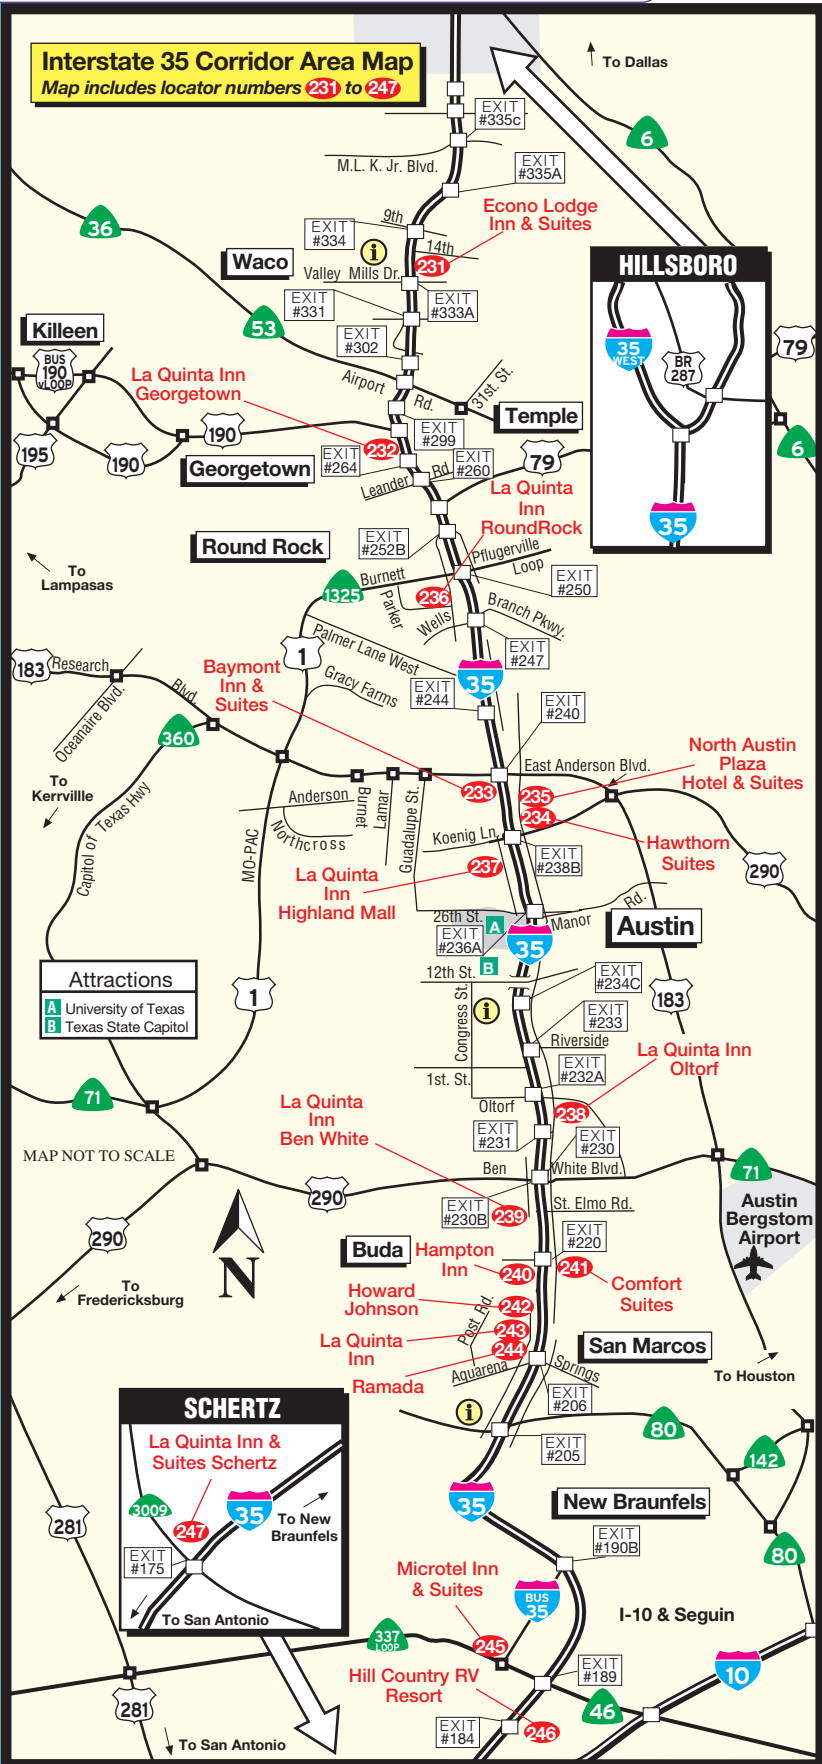 Interstate 35 Corridor Area Map
Map includes locator numbers 231 to 247
To Dallas
EXIT
#335c
6
M.L. K. Jr. Blvd.
EXIT
#335A
Econo Lodge
Inn & Suites
36
9th
EXIT
#334
i
14th
231
Waco
Valley Mills Dr.
HILLSBORO
EXIT
#331
EXIT
#333A
53
Killeen
EXIT
#302
35
WEST
BR
287
79
BUS
190
vLOOP
La Quinta Inn
Georgetown
Airport
Rd.
31st. St.
Temple
195
190
190
EXIT
#299
232
6
Georgetown
EXIT
#264
Leander Rd
EXIT
#260
79
La Quinta
Inn
RoundRock
35
Round Rock
EXIT
#252B
Pflugerville
Loop
To
Lampasas
1325
Burnett
Parker
236
EXIT
#250
Wells
Branch Pkwy.
1
Palmer Lane West
EXIT
#247
183
Research
Blvd.
Oceanaire Blvd.
Baymont
Inn &
Suites
Gracy Farms
35
EXIT
#244
EXIT
#240
360
North Austin
Plaza
Hotel & Suites
East Anderson Blvd.
To
Kerrvillle
Capitol of Texas Hwy
233
235
234
Anderson
Northcross
Burnet
Lamar
Guadalupe St.
MO-PAC
Koenig Ln.
Hawthorn
Suites
EXIT
#238B
237
La Quinta
Inn
Highland Mall
290
26th St.
A
Manor Rd.
Austin
EXIT
#236A
35
B
12th St.
Attractions
A University of Texas
B Texas State Capitol
1
EXIT
#234C
183
i
Congress St.
EXIT
#233
Riverside
La Quinta Inn
Oltorf
1st. St.
EXIT
#232A
71
Oltorf
238
La Quinta
Inn
Ben White
EXIT
#231
EXIT
#230
MAP NOT TO SCALE
Ben White Blvd.
71
290
EXIT
#230B
239
St. Elmo Rd.
Austin
Bergstom
Airport
290
N
EXIT
#220
Buda
Hampton
Inn
240
241
Comfort
Suites
To
Fredericksburg
Howard
Johnson
242
Post Rd.
243
La Quinta
Inn
244
San Marcos
Ramada
Aquarena Springs
To Houston
EXIT
#206
i
80
EXIT
#205
142
SCHERTZ
La Quinta Inn &
Suites Schertz
3009
247
35
To New
Braunfels
EXIT
#175
To San Antonio
35
New Braunfels
281
EXIT
#190B
80
Microtel Inn
& Suites
BUS
35
I-10 & Seguin
337
LOOP
245
EXIT
#189
10
Hill Country RV
Resort
46
281
EXIT
#184
246
To San Antonio